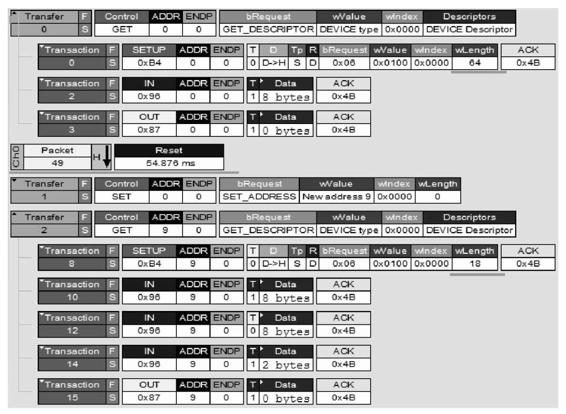 Transfer F Control ADDR ENDP bRequest wValue wIndex Descriptors
0 S GET 0 0 GET_DESCRIPTOR DEVICE type 0x0000 DEVICE Descriptor
Transaction F SETUP ADDR ENDP T D Tp R bRequest wValue wIndex wLength ACK
0 S 0xB4 0 0 0 D->H S D 0x06 0x0100 0x0000 64 0x4B
Transaction F IN ADDR ENDP T Data ACK
2 S 0x96 0 0 1 8 bytes 0x4B
Transaction F OUT ADDR ENDP T Data ACK
3 S 0x87 0 0 1 0 bytes 0x4B
Ch0 Packet H Reset
49 54.876 ms
Transfer F Control ADDR ENDP bRequest wValue wIndex wLength
1 S SET 0 0 SET_ADDRESS New address 9 0x0000 0
Transfer F Control ADDR ENDP bRequest wValue wIndex Descriptors
2 S GET 9 0 GET_DESCRIPTOR DEVICE type 0x0000 DEVICE Descriptor
Transaction F SETUP ADDR ENDP T D Tp R bRequest wValue wIndex wLength ACK
8 S 0xB4 9 0 0 D->H S D 0x06 0x0100 0x0000 18 0x4B
Transaction F IN ADDR ENDP T Data ACK
10 S 0x96 9 0 1 8 bytes 0x4B
Transaction F IN ADDR ENDP T Data ACK
12 S 0x96 9 0 0 8 bytes 0x4B
Transaction F IN ADDR ENDP T Data ACK
14 S 0x96 9 0 1 2 bytes 0x4B
Transaction F OUT ADDR ENDP T Data ACK
15 S 0x87 9 0 1 0 bytes 0x4B